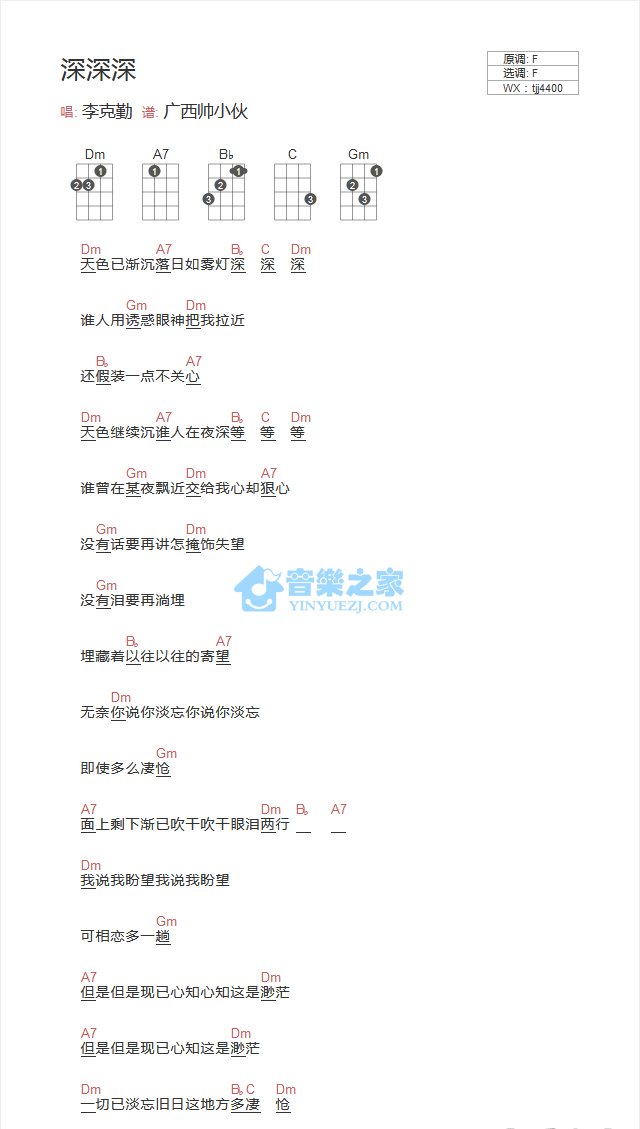 深深深
原调: F
选调: F
WX：tjj4400
唱: 李克勤 谱: 广西帅小伙
Dm A7 B♭ C Gm
1 2 3 1 1 2 3 3 1 2 3
Dm A7 B♭ C Dm
天色已渐沉落日如雾灯深 深 深
Gm Dm
谁人用诱惑眼神把我拉近
B♭ A7
还假装一点不关心
Dm A7 B♭ C Dm
天色继续沉谁人在夜深等 等 等
Gm Dm A7
谁曾在某夜飘近交给我心却狠心
Gm Dm
没有话要再讲怎掩饰失望
Gm
没有泪要再淌埋
音樂之家
YINYUEZJ.COM
B♭ A7
埋藏着以往以往的寄望
Dm
无奈你说你淡忘你说你淡忘
Gm
即使多么凄怆
A7 Dm B♭ A7
面上剩下渐已吹干吹干眼泪两行
Dm
我说我盼望我说我盼望
Gm
可相恋多一趟
A7 Dm
但是但是现已心知心知这是渺茫
A7 Dm
但是但是现已心知这是渺茫
Dm B♭ C Dm
一切已淡忘旧日这地方多凄 怆